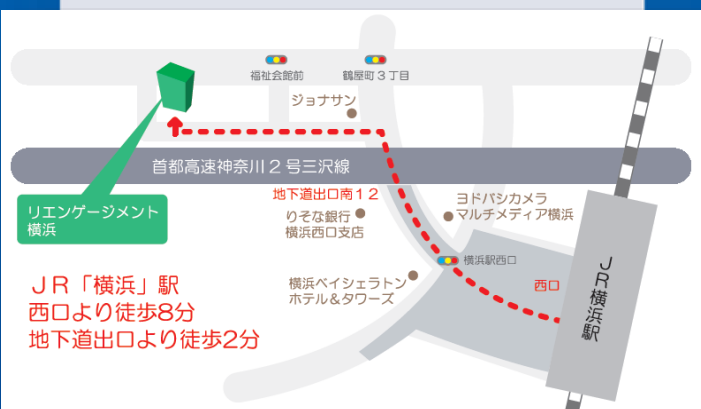 福祉会館前
鶴屋町３丁目
ジョナサン
首都高速神奈川２号三沢線
地下道出口南１２
リエンゲージメント
横浜
りそな銀行
横浜西口支店
ヨドバシカメラ
マルチメディア横浜
横浜駅西口
西口
ＪＲ横浜駅
横浜ベイシェラトン
ホテル＆タワーズ
ＪＲ「横浜」駅
西口より徒歩8分
地下道出口より徒歩2分